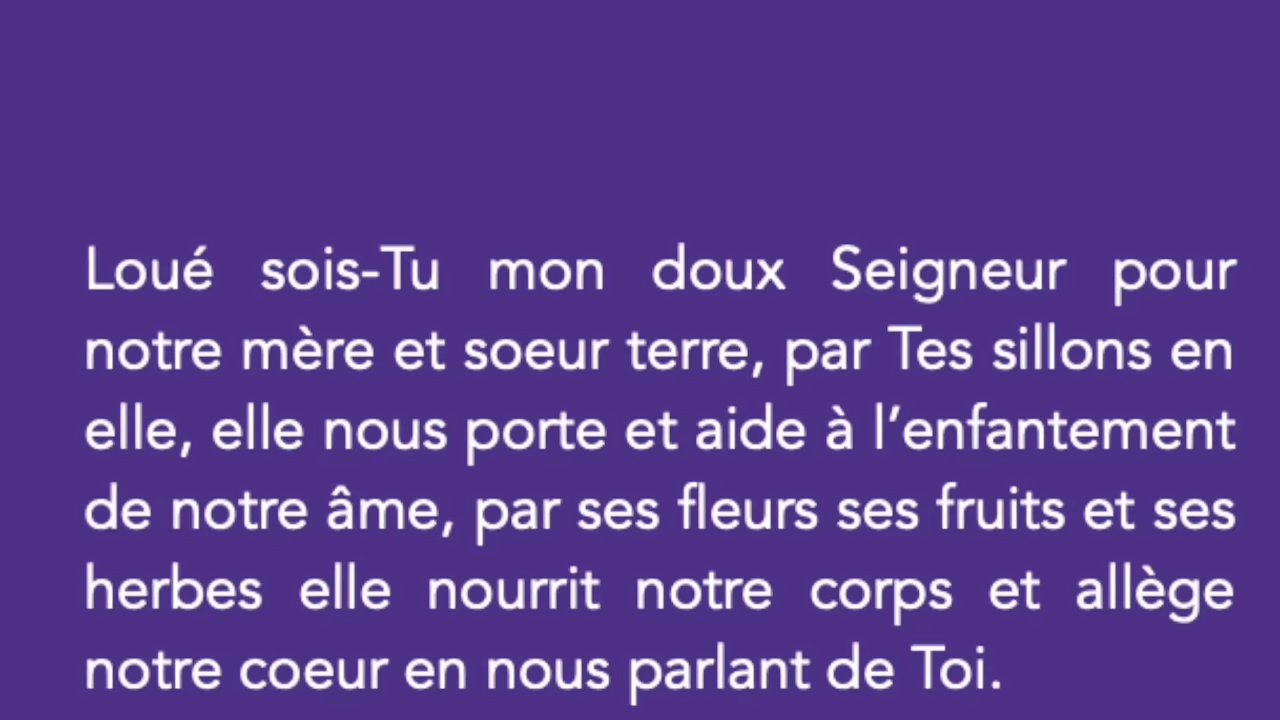 Loué sois-Tu mon doux Seigneur pour
notre mère et soeur terre, par Tes sillons en
elle, elle nous porte et aide à l’enfantement
de notre âme, par ses fleurs ses fruits et ses
herbes elle nourrit notre corps et allège
notre coeur en nous parlant de Toi.